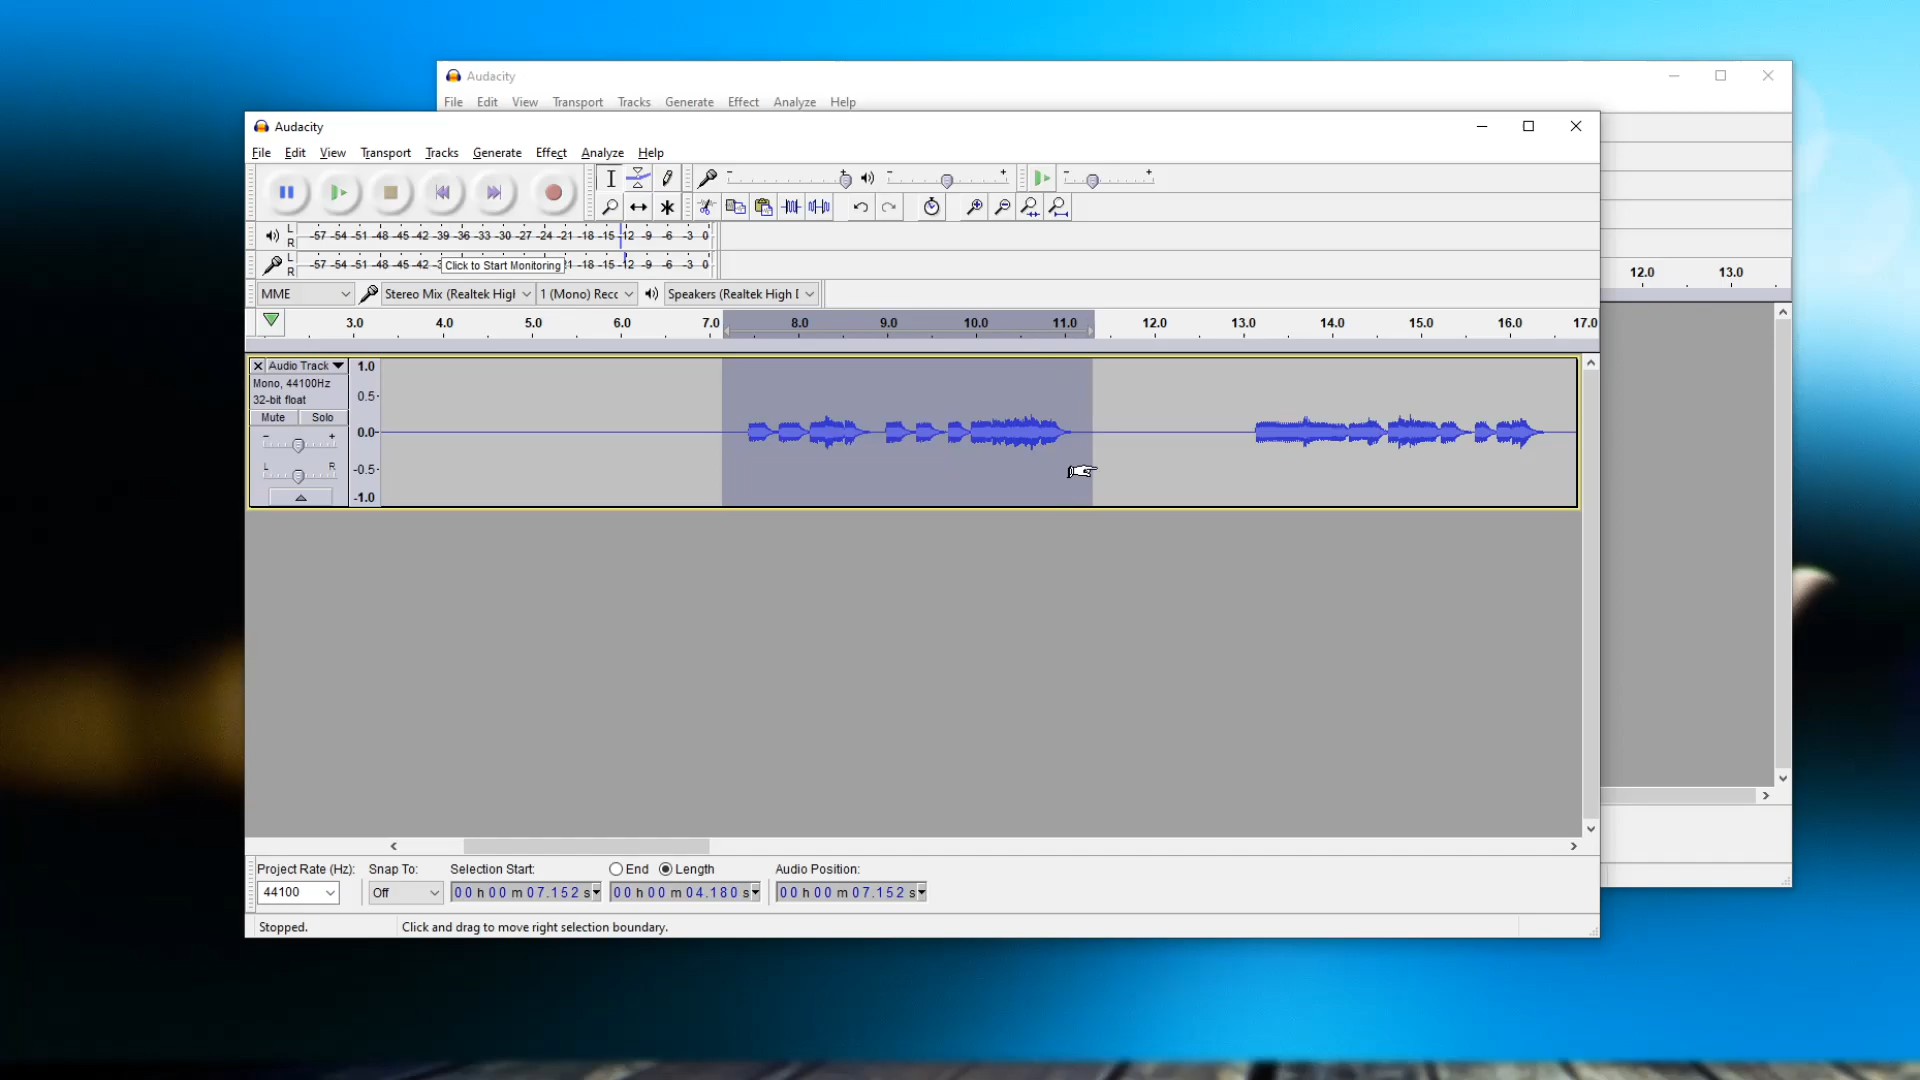 Audacity
File Edit View Transport Tracks Generate Effect Analyze Help
Audacity
File Edit View Transport Tracks Generate Effect Analyze Help
L
R
-57 -54 -51 -48 -45 -42 -39 -36 -33 -30 -27 -24 -21 -18 -15 -12 -9 -6 -3 0
L
R
-57 -54 -51 -48 -45 -42 -3 Click to Start Monitoring 1 -18 -15 -12 -9 -6 -3 0
MME Stereo Mix (Realtek Higl 1 (Mono) Recc Speakers (Realtek High [
12.0 13.0
3.0 4.0 5.0 6.0 7.0 8.0 9.0 10.0 11.0 12.0 13.0 14.0 15.0 16.0 17.0
X Audio Track
Mono, 44100Hz
32-bit float
Mute Solo
- +
L R
1.0
0.5-
0.0-
-0.5-
-1.0
Project Rate (Hz): Snap To: Selection Start: End Length Audio Position:
44100 Off 00 h 00 m 07.152 s 00 h 00 m 04.180 s 00 h 00 m 07.152 s
Stopped. Click and drag to move right selection boundary.